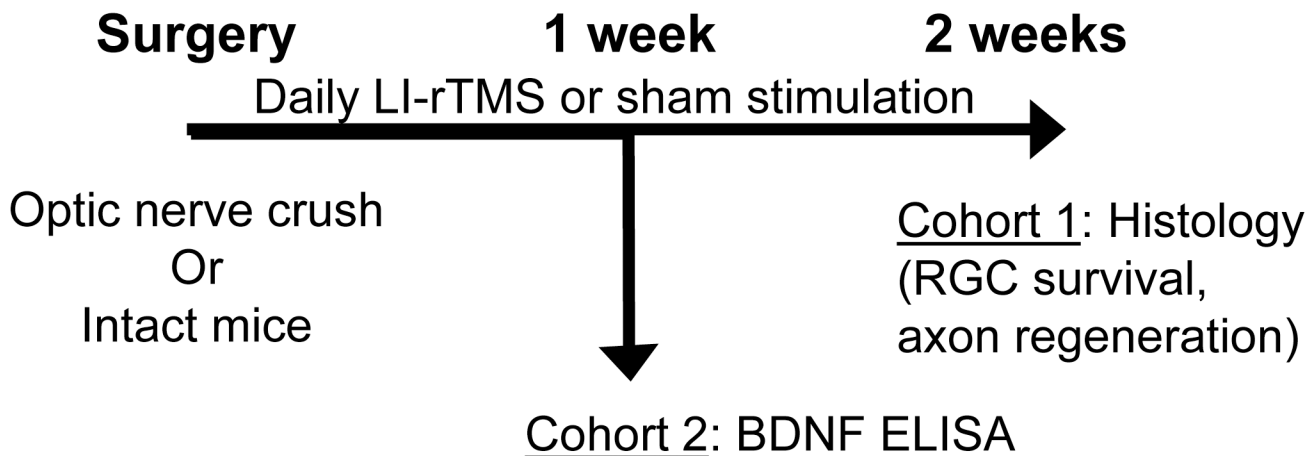 Surgery 1 week 2 weeks
Daily LI-rTMS or sham stimulation
Optic nerve crush
Or
Intact mice
Cohort 1: Histology
(RGC survival,
axon regeneration)
Cohort 2: BDNF ELISA